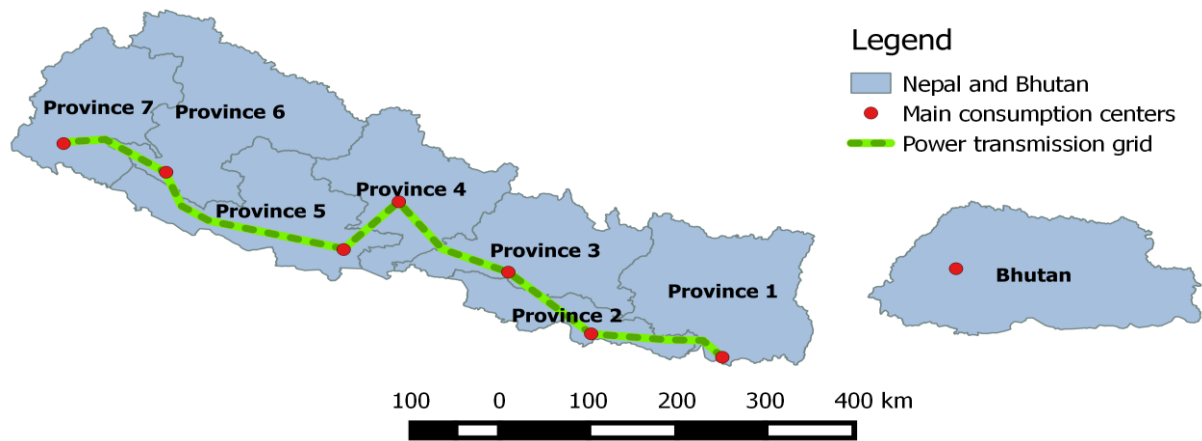 Legend
Nepal and Bhutan
Main consumption centers
Power transmission grid
Province 7
Province 6
Province 4
Province 5
Province 3
Province 1
Province 2
Bhutan
100 0 100 200 300 400 km